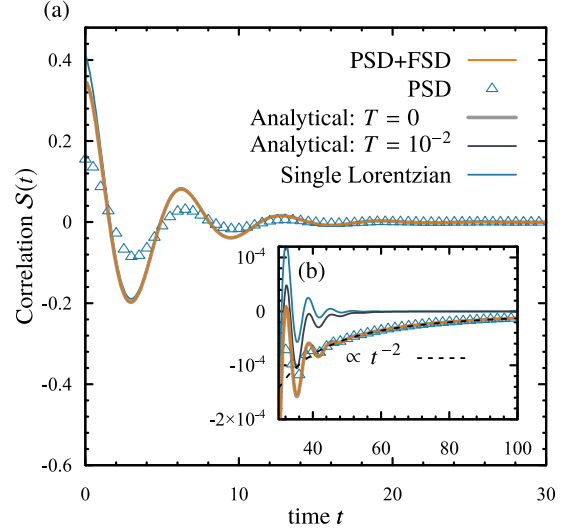 (a)
0.4
0.2
0
-0.2
-0.4
-0.6
Correlation S(t)
PSD+FSD
PSD
Analytical: T = 0
Analytical: T = 10⁻²
Single Lorentzian
(b)
10⁻⁴
0
-10⁻⁴
-2×10⁻⁴
∝ t⁻²
40 60 80 100
0 10 20 30
time t